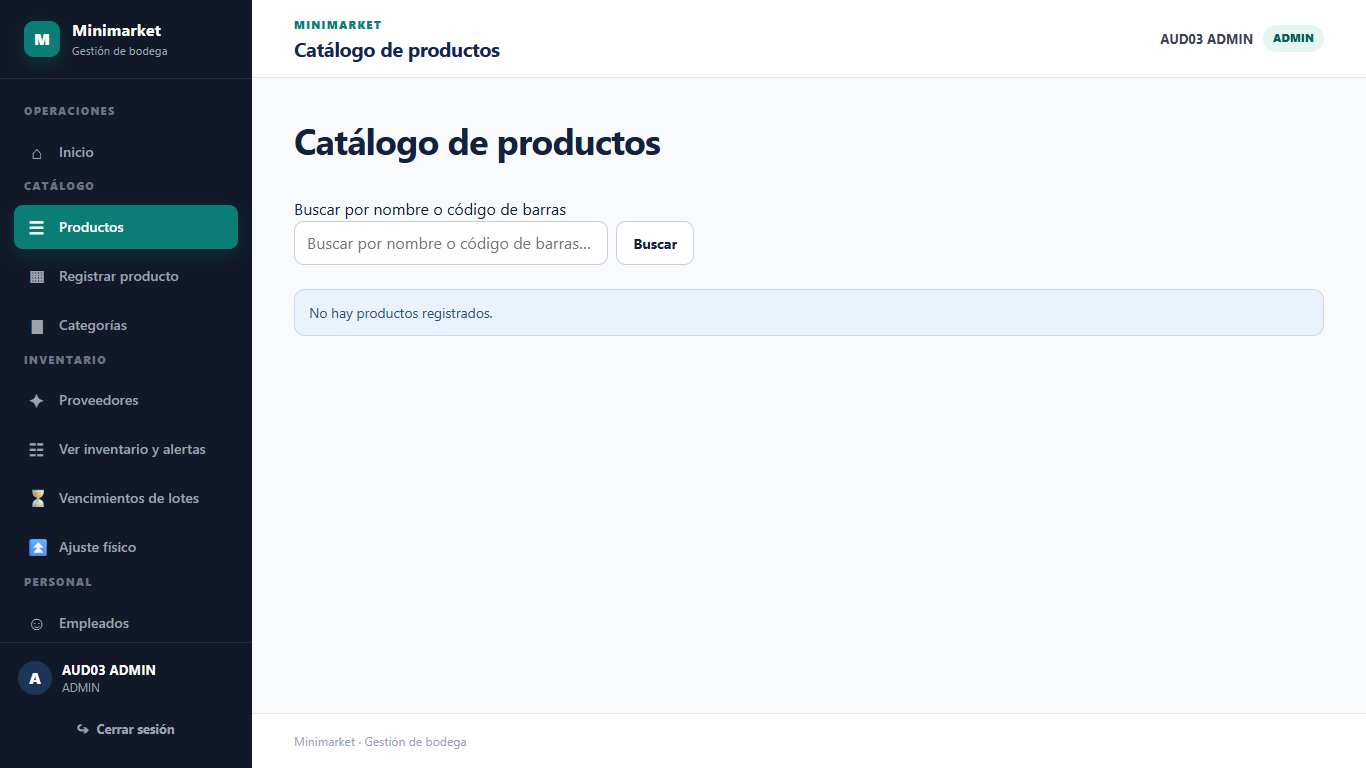 M
Minimarket
Gestión de bodega
OPERACIONES
Inicio
CATÁLOGO
Productos
Registrar producto
Categorías
INVENTARIO
Proveedores
Ver inventario y alertas
Vencimientos de lotes
Ajuste físico
PERSONAL
Empleados
A
AUD03 ADMIN
ADMIN
Cerrar sesión
MINIMARKET
Catálogo de productos
AUD03 ADMIN
ADMIN
Catálogo de productos
Buscar por nombre o código de barras
Buscar por nombre o código de barras...
Buscar
No hay productos registrados.
Minimarket · Gestión de bodega